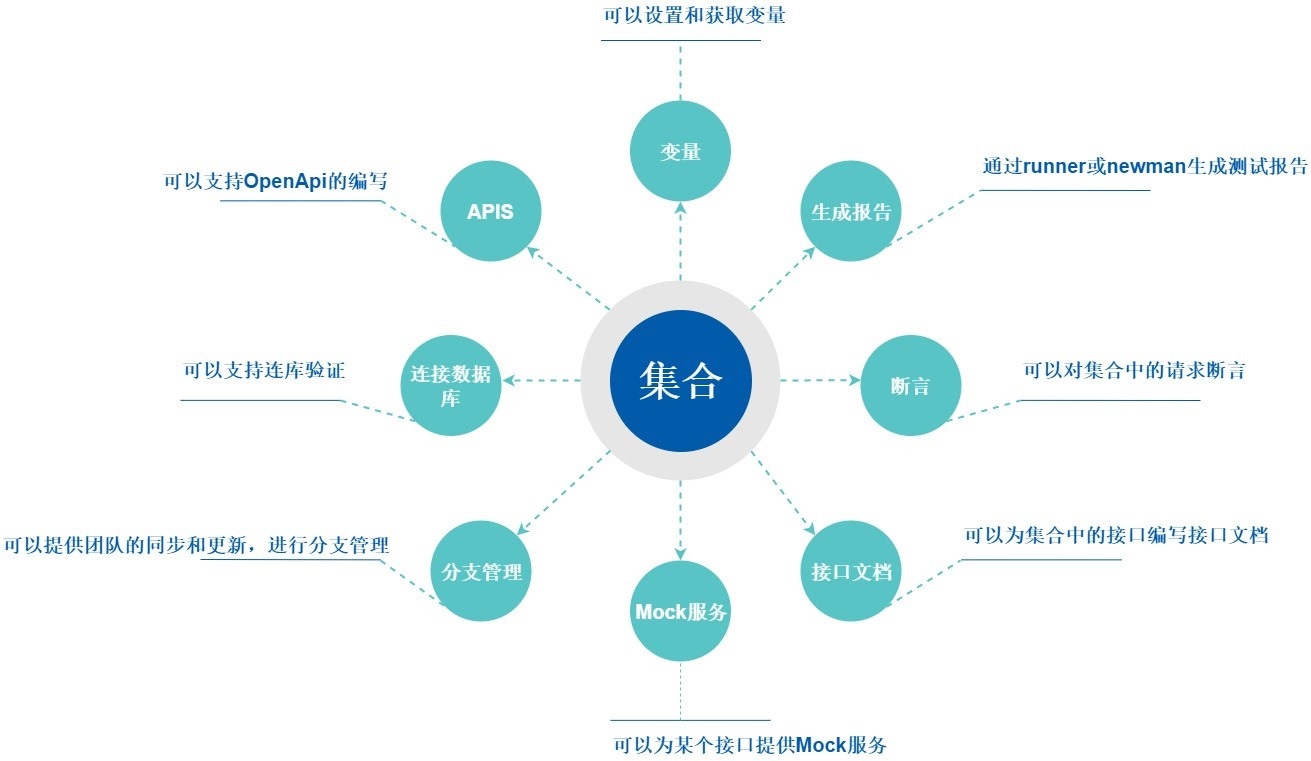 可以设置和获取变量
变量
通过runner或newman生成测试报告
可以支持OpenApi的编写
APIS
生成报告
可以支持连库验证
连接数据
库
集合
断言
可以对集合中的请求断言
可以提供团队的同步和更新，进行分支管理
分支管理
Mock服务
接口文档
可以为集合中的接口编写接口文档
可以为某个接口提供Mock服务